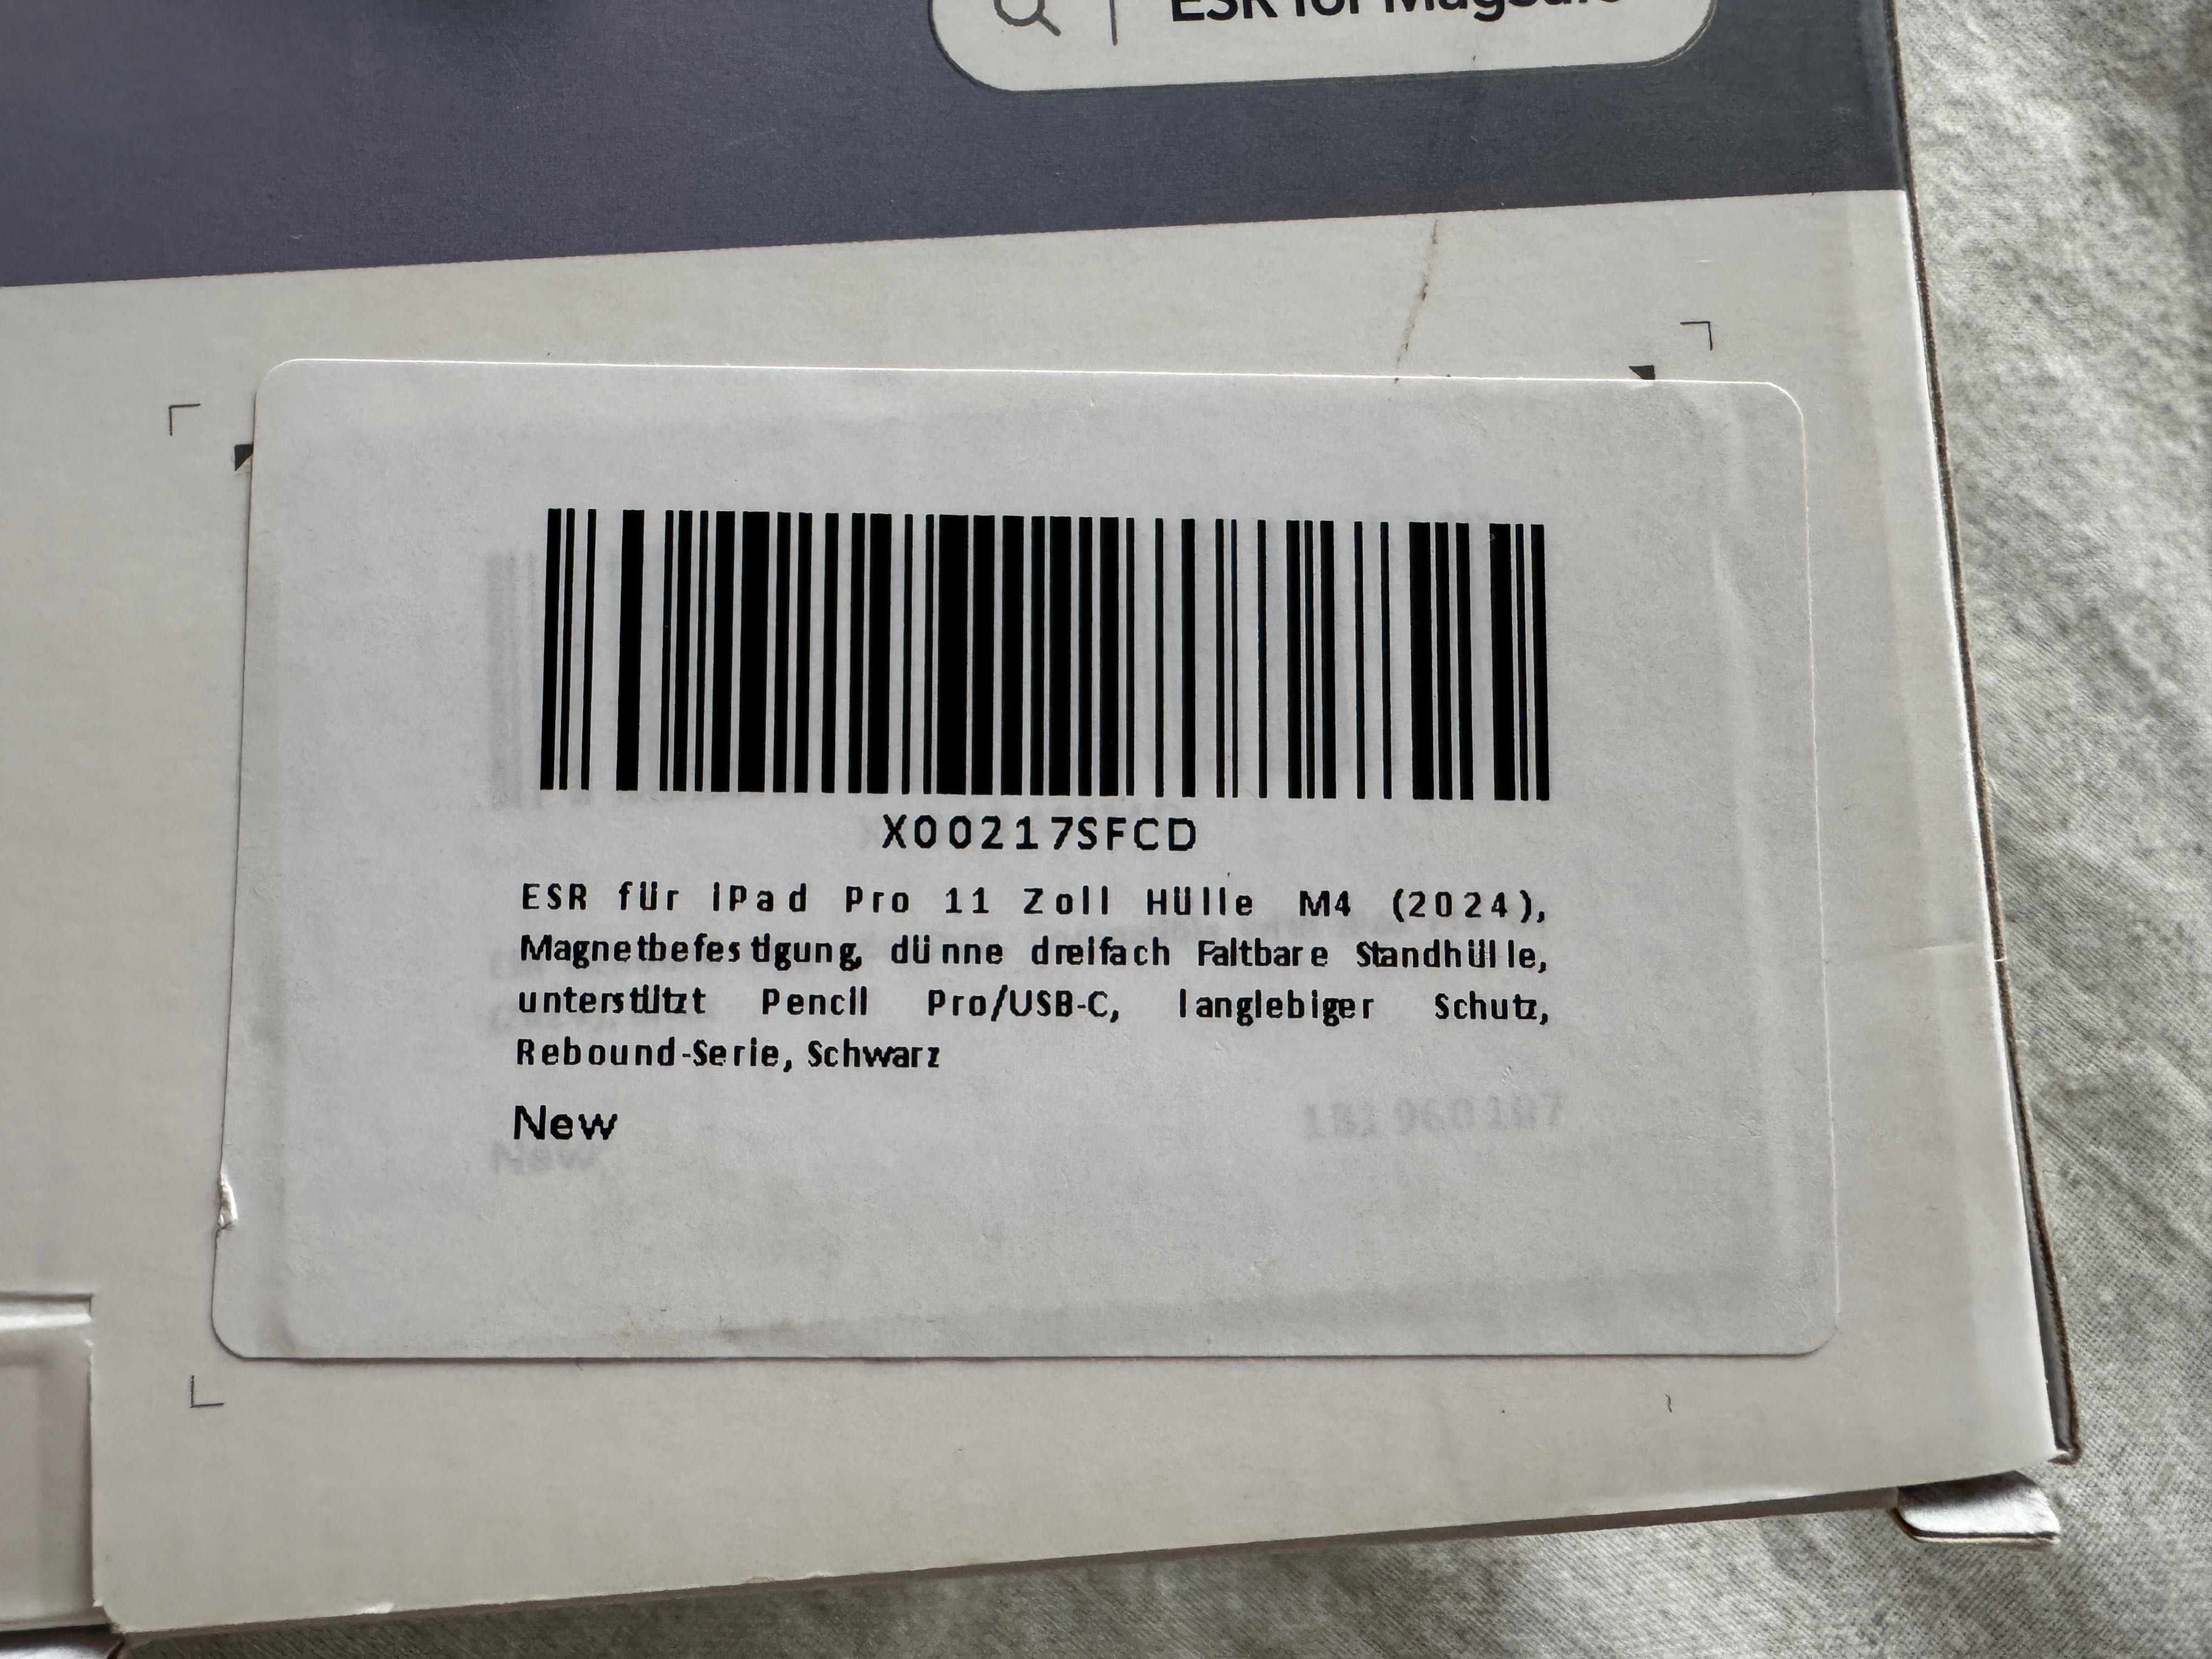 ESR for MagSafe
X00217SFCD
ESR für iPad Pro 11 Zoll Hülle M4 (2024),
Magnetbefestigung, dünne dreifach Faltbare Standhülle,
unterstützt Pencil Pro/USB-C, langlebiger Schutz,
Rebound-Serie, Schwarz
New
New